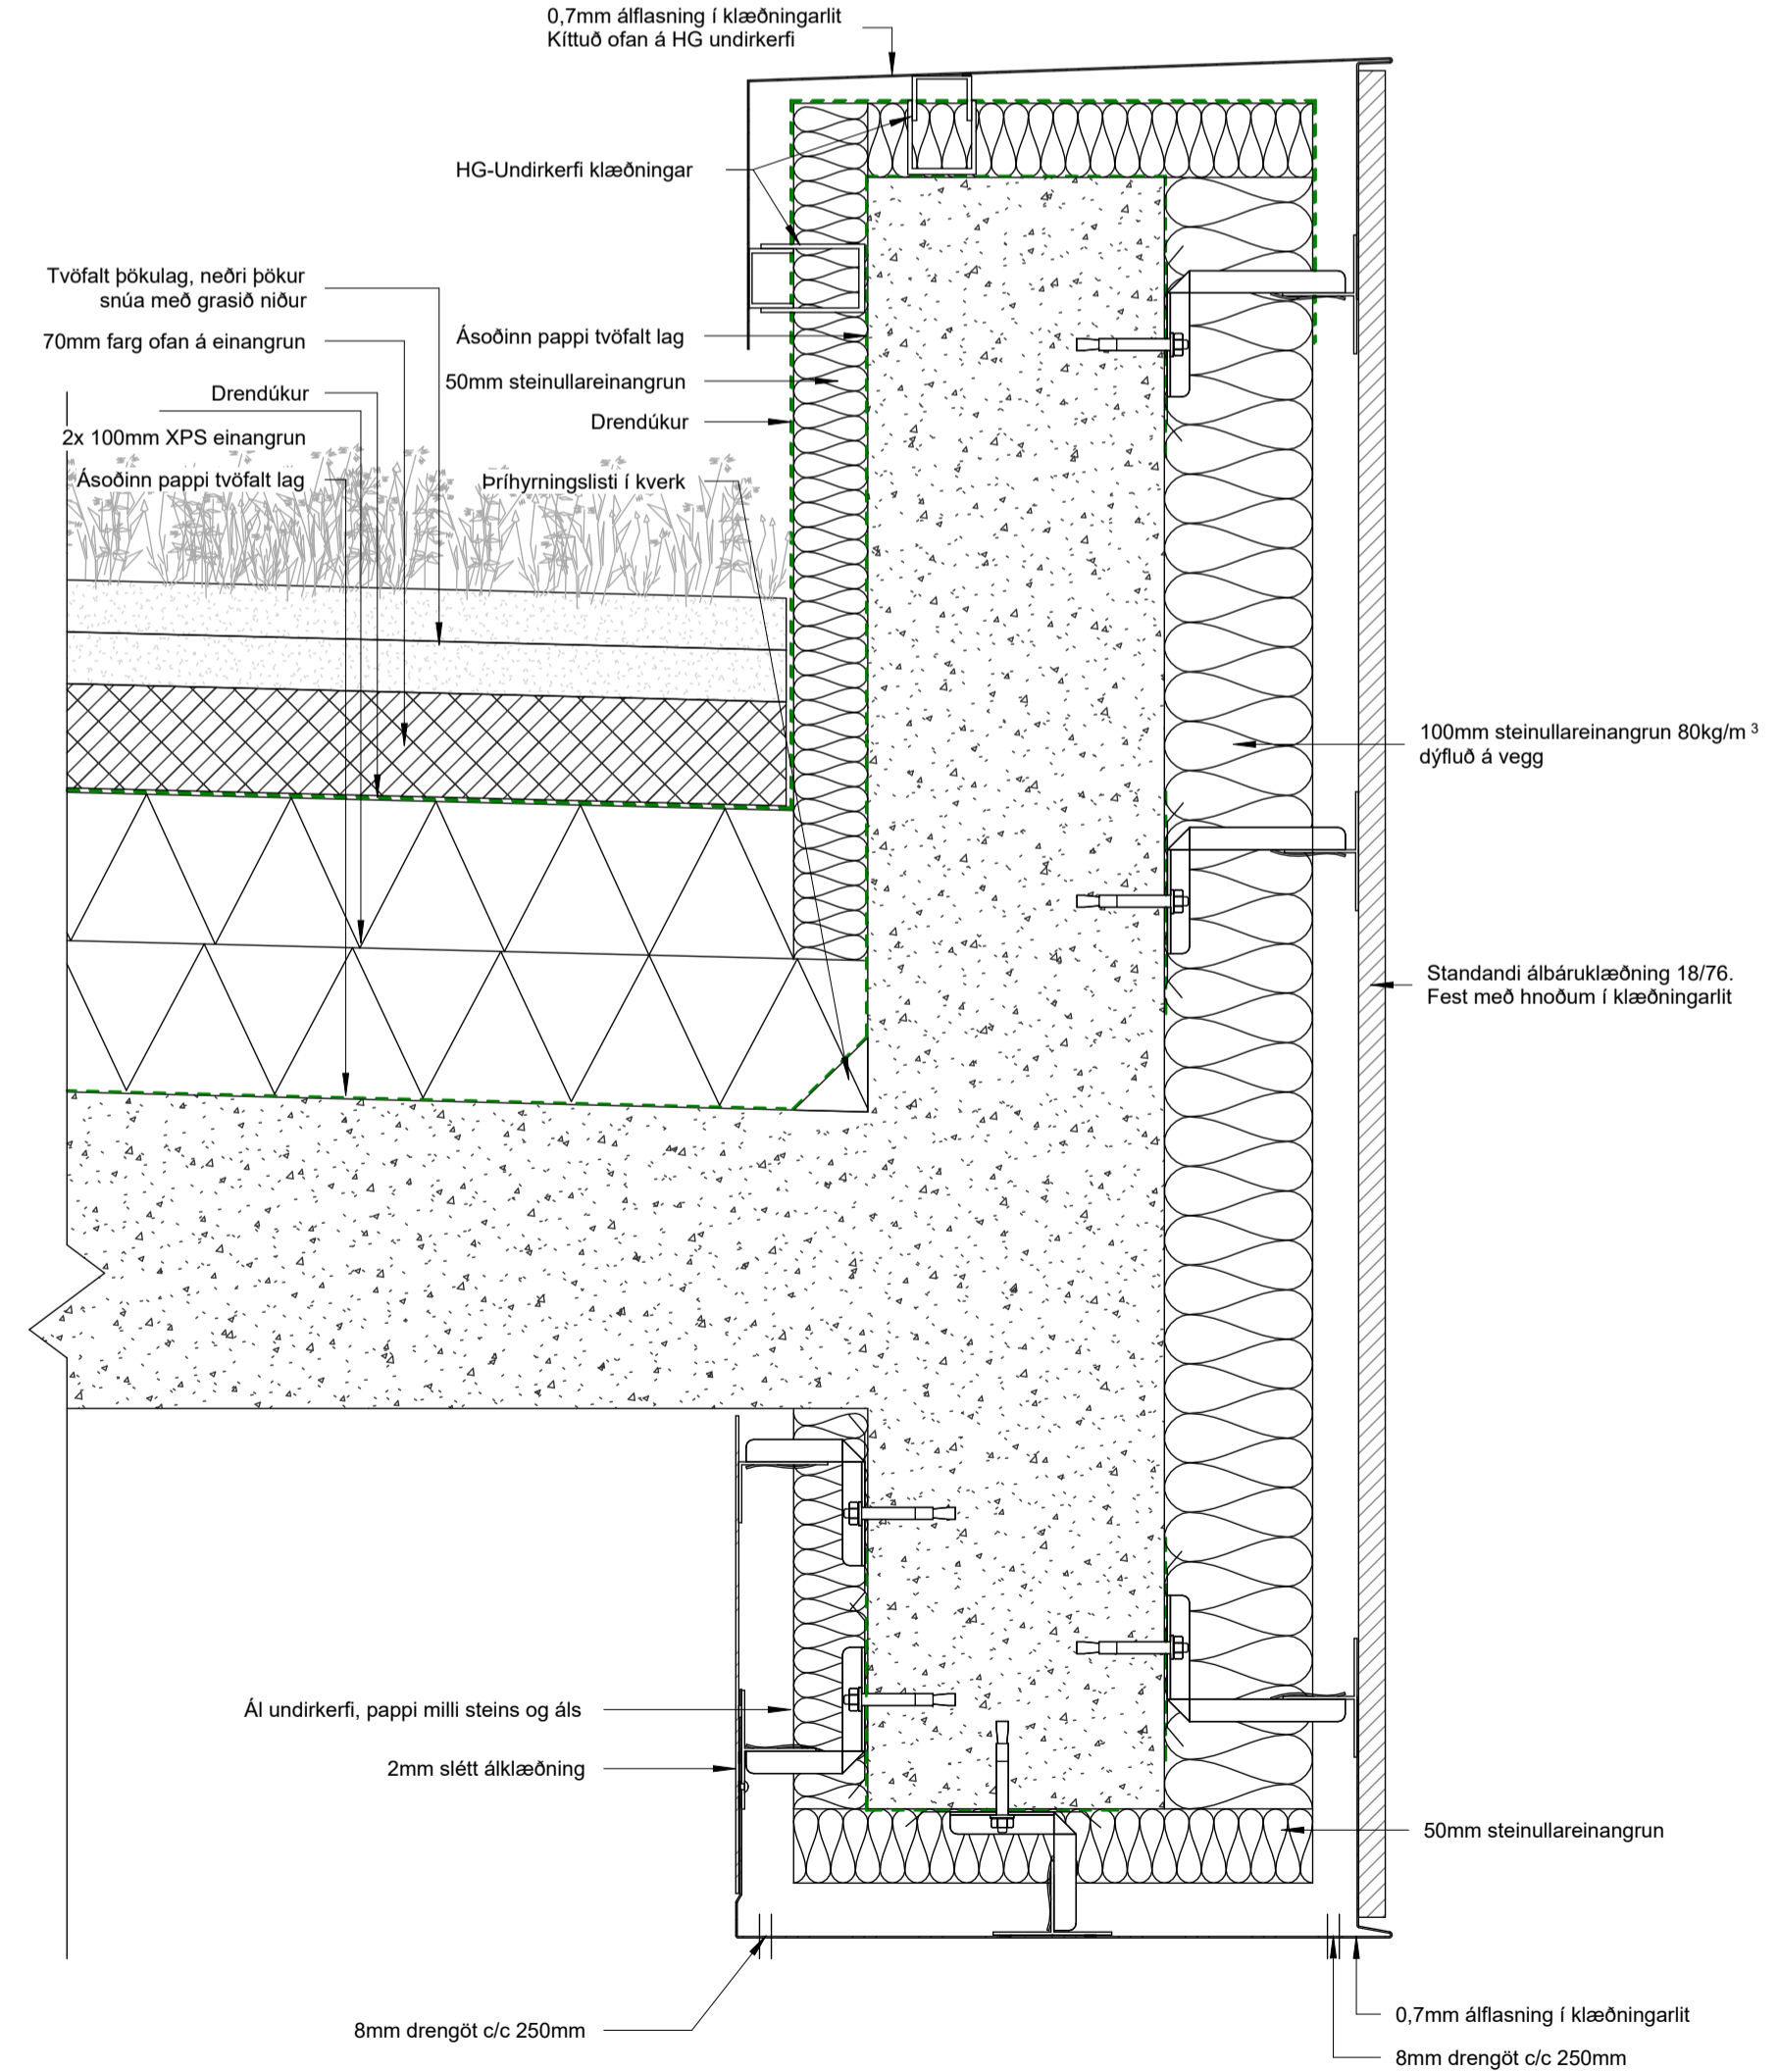 0,7mm álflasning í klæðningarlit
Kíttuð ofan á HG undirkerfi
HG-Undirkerfi klæðningar
Tvöfalt þökulag, neðri þökur
snúa með grasið niður
70mm farg ofan á einangrun
Drendúkur
2x 100mm XPS einangrun
Ásoðinn pappi tvöfalt lag
Ásoðinn pappi tvöfalt lag
50mm steinullareinangrun
Drendúkur
Þríhyrningslisti í kverk
100mm steinullareinangrun 80kg/m ³
dýfluð á vegg
Standandi álbáruklæðning 18/76.
Fest með hnoðum í klæðningarlit
Ál undirkerfi, pappi milli steins og áls
2mm slétt álklæðning
50mm steinullareinangrun
8mm drengöt c/c 250mm
0,7mm álflasning í klæðningarlit
8mm drengöt c/c 250mm